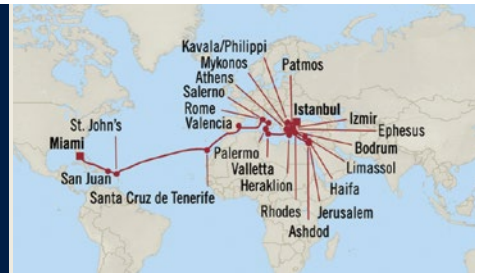 Kavala/Philippi
Mykonos
Patmos
Athens
Salerno
Rome
Istanbul
Izmir
St. John's
Valencia
Ephesus
Miami
Bodrum
Palermo
Limassol
San Juan
Valletta
Haifa
Santa Cruz de Tenerife
Heraklion
Rhodes
Jerusalem
Ashdod